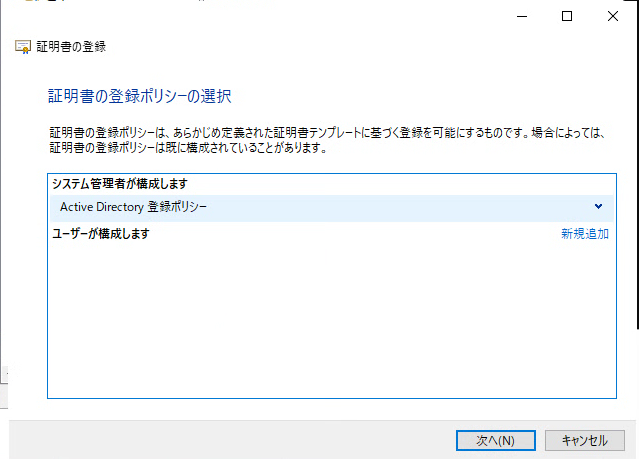 証明書の登録
証明書の登録ポリシーの選択
証明書の登録ポリシーは、あらかじめ定義された証明書テンプレートに基づく登録を可能にするものです。場合によっては、
証明書の登録ポリシーは既に構成されていることがあります。
システム管理者が構成します
Active Directory 登録ポリシー
ユーザーが構成します 新規追加
次へ(N) キャンセル